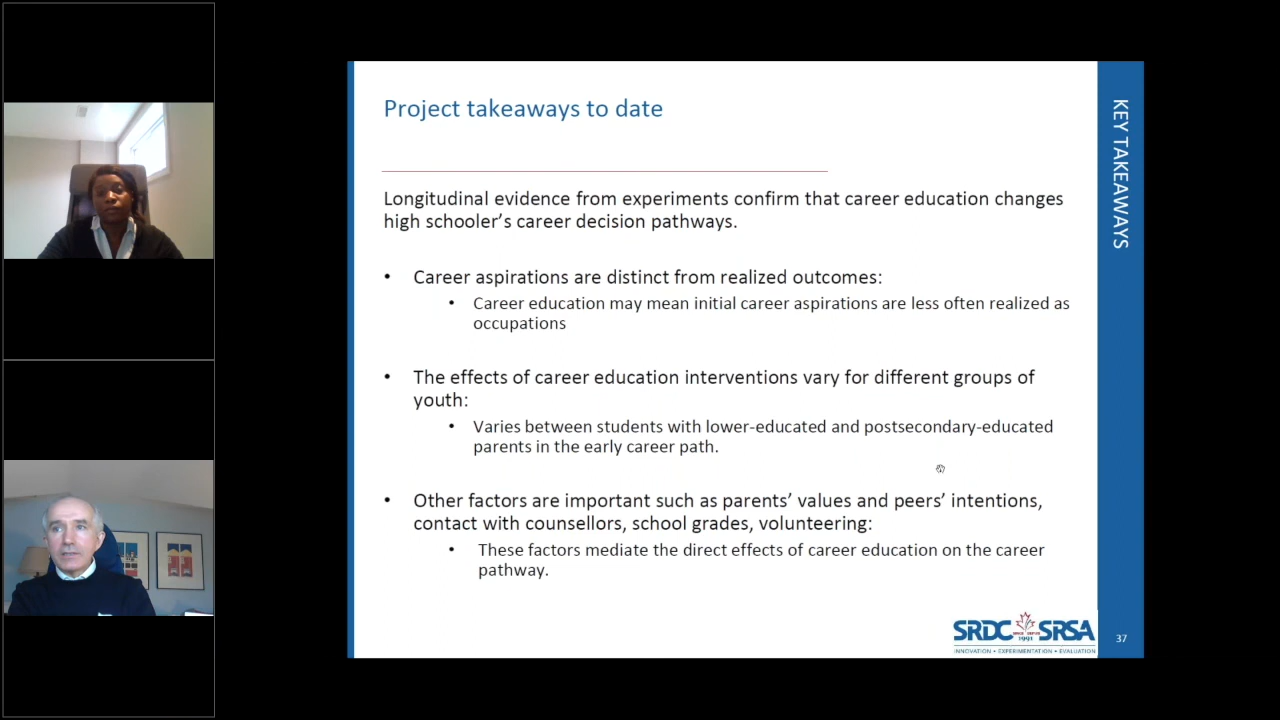 Project takeaways to date
KEY TAKEAWAYS
Longitudinal evidence from experiments confirm that career education changes
high schooler's career decision pathways.
• Career aspirations are distinct from realized outcomes:
• Career education may mean initial career aspirations are less often realized as
occupations
• The effects of career education interventions vary for different groups of
youth:
• Varies between students with lower-educated and postsecondary-educated
parents in the early career path.
• Other factors are important such as parents' values and peers' intentions,
contact with counsellors, school grades, volunteering:
• These factors mediate the direct effects of career education on the career
pathway.
SRDC SRSA
1991
INNOVATION • EXPERIMENTATION • EVALUATION
37